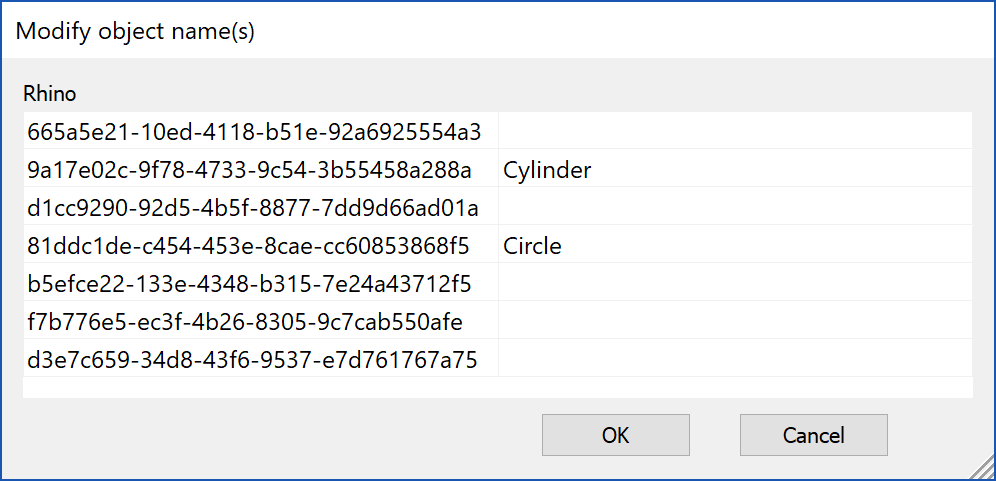 Modify object name(s)
Rhino
665a5e21-10ed-4118-b51e-92a6925554a3
9a17e02c-9f78-4733-9c54-3b55458a288a Cylinder
d1cc9290-92d5-4b5f-8877-7dd9d66ad01a
81ddc1de-c454-453e-8cae-cc60853868f5 Circle
b5efce22-133e-4348-b315-7e24a43712f5
f7b776e5-ec3f-4b26-8305-9c7cab550afe
d3e7c659-34d8-43f6-9537-e7d761767a75
OK Cancel